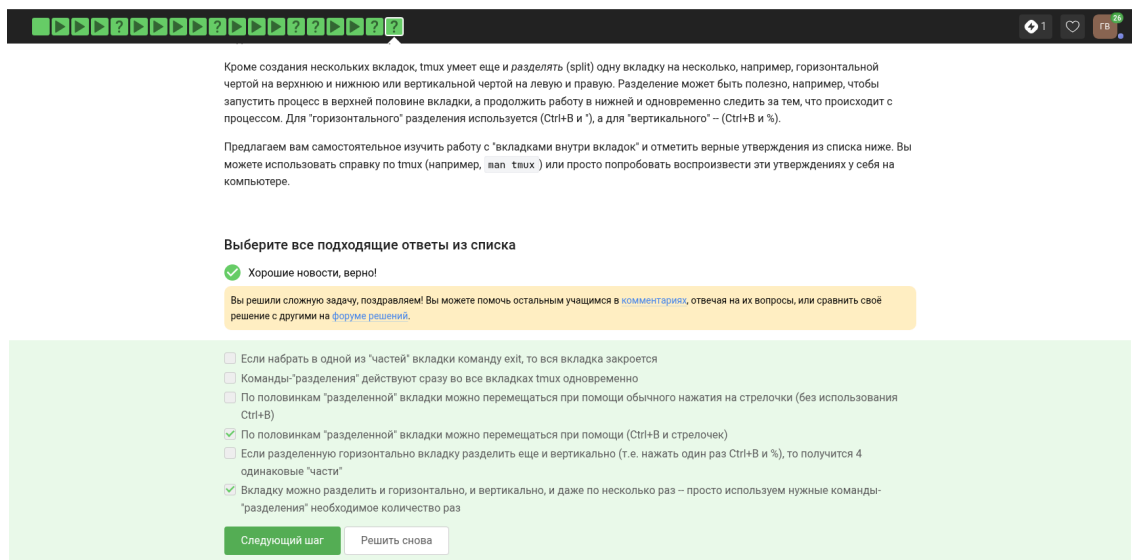 ? ? ? ? ? ?
1
ГВ
26
Кроме создания нескольких вкладок, tmux умеет еще и разделять (split) одну вкладку на несколько, например, горизонтальной
чертой на верхнюю и нижнюю или вертикальной чертой на левую и правую. Разделение может быть полезно, например, чтобы
запустить процесс в верхней половине вкладки, а продолжить работу в нижней и одновременно следить за тем, что происходит с
процессом. Для "горизонтального" разделения используется (Ctrl+B и "), а для "вертикального" – (Ctrl+B и %).
Предлагаем вам самостоятельное изучить работу с "вкладками внутри вкладок" и отметить верные утверждения из списка ниже. Вы
можете использовать справку по tmux (например, man tmux ) или просто попробовать воспроизвести эти утверждениях у себя на
компьютере.
Выберите все подходящие ответы из списка
Хорошие новости, верно!
Вы решили сложную задачу, поздравляем! Вы можете помочь остальным учащимся в комментариях, отвечая на их вопросы, или сравнить своё
решение с другими на форуме решений.
Если набрать в одной из "частей" вкладки команду exit, то вся вкладка закроется
Команды-"разделения" действуют сразу во все вкладках tmux одновременно
По половинкам "разделенной" вкладки можно перемещаться при помощи обычного нажатия на стрелочки (без использования
Ctrl+B)
По половинкам "разделенной" вкладки можно перемещаться при помощи (Ctrl+B и стрелочек)
Если разделенную горизонтально вкладку разделить еще и вертикально (т.е. нажать один раз Ctrl+B и %), то получится 4
одинаковые "части"
Вкладку можно разделить и горизонтально, и вертикально, и даже по несколько раз – просто используем нужные команды-
"разделения" необходимое количество раз
Следующий шаг
Решить снова